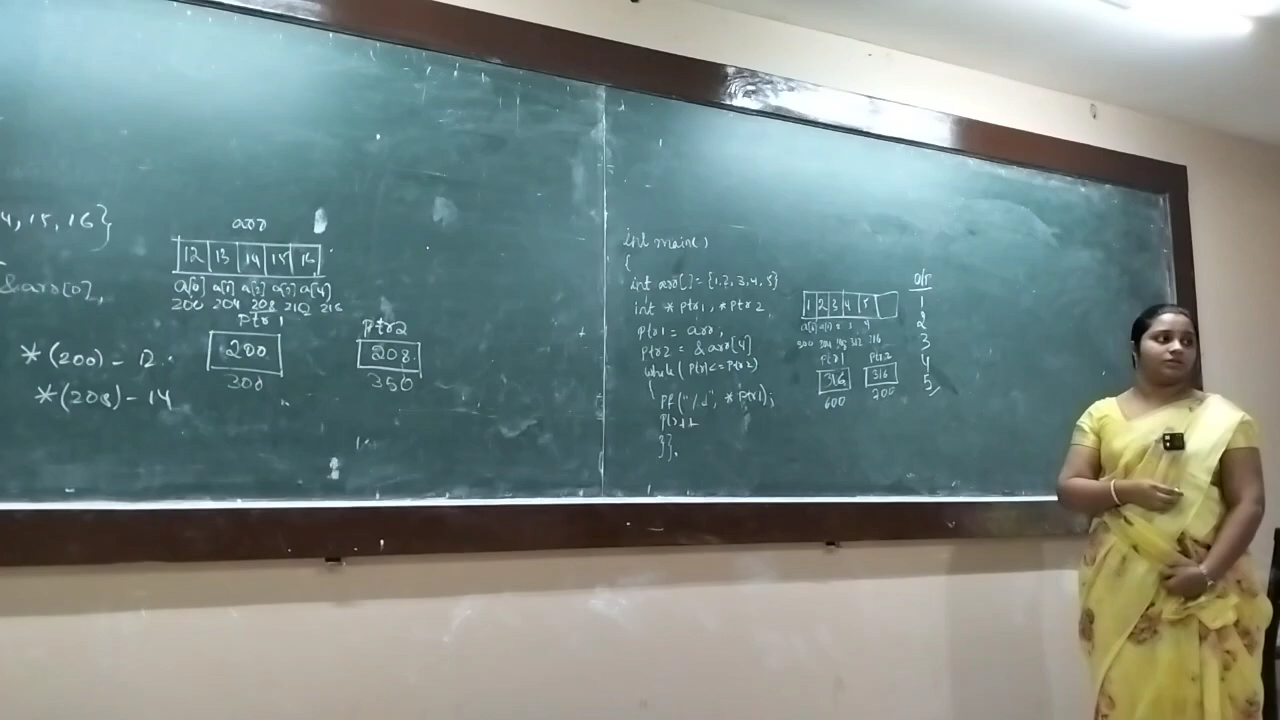 4, 15, 16}
&arr[0],
*(200) - 12.
*(208) - 14
arr
12 13 14 15 16
a[0] a[1] a[2] a[3] a[4]
200 204 208 212 216
ptr1
200
300
ptr2
208
350
int main()
{
int arr[] = {1,2,3,4,5}
int *ptr1, *ptr2,
ptr1 = arr,
ptr2 = &arr[4]
while (ptr1<=ptr2)
{
pf("/d", *ptr1);
}}.
1 2 3 4 5
ptr1
316
600
ptr2
316
200
o/p
1
2
3
4
5,